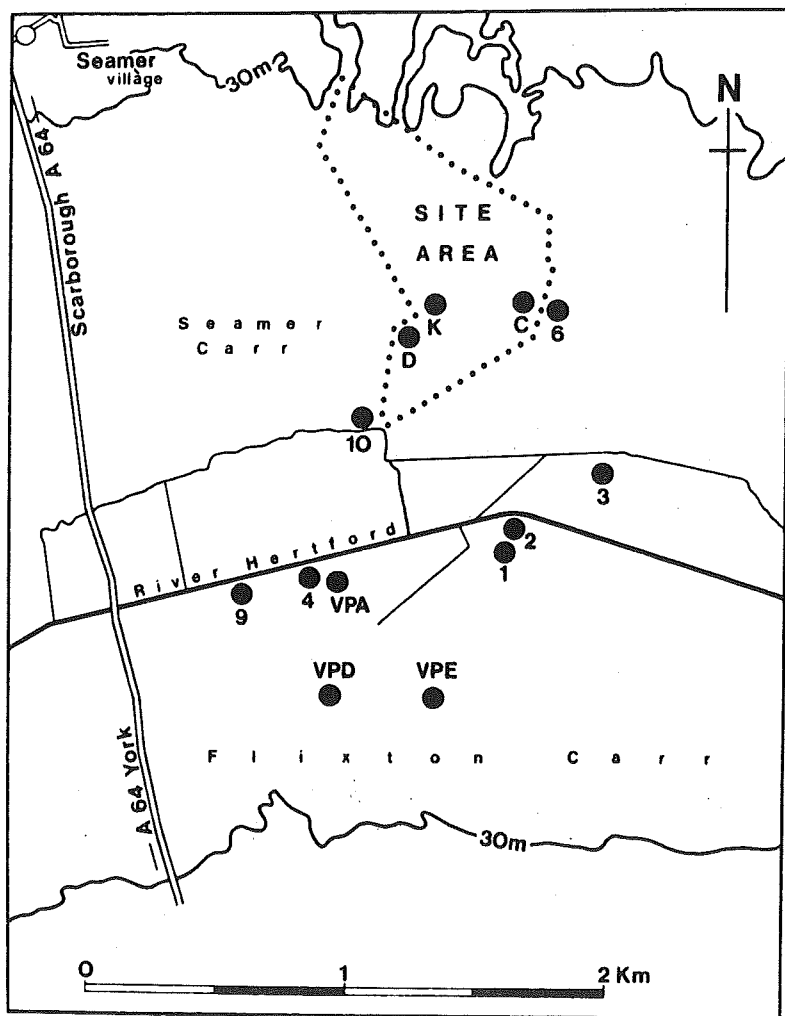 Seamer
village
30m
N
Scarborough A 64
SITE
AREA
K
C
6
D
Seamer
Carr
10
3
River Hertford
2
1
9
4
VPA
VPD
VPE
Flixton Carr
A 64 York
30m
0
1
2 Km